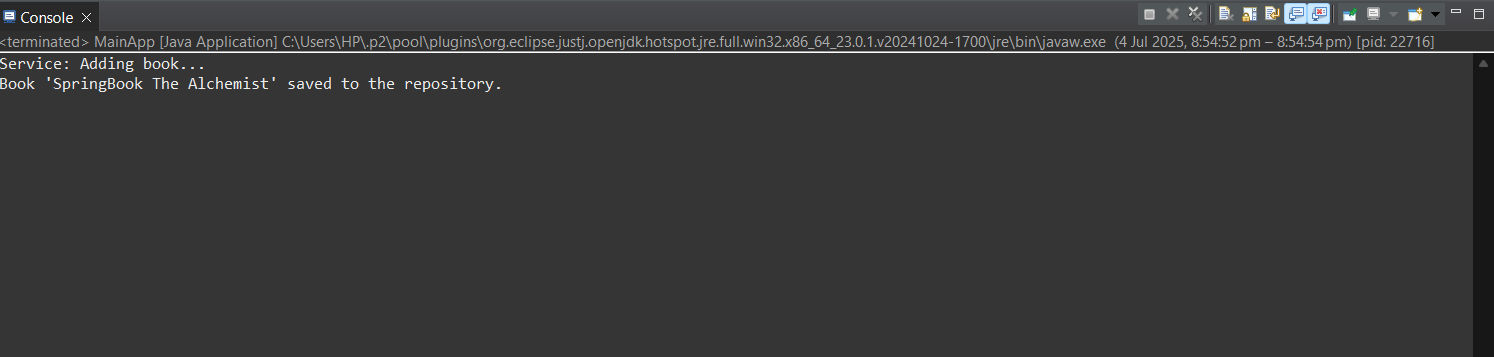 Console
<terminated> MainApp [Java Application] C:\Users\HP\.p2\pool\plugins\org.eclipse.justj.openjdk.hotspot.jre.full.win32.x86_64_23.0.1.v20241024-1700\jre\bin\javaw.exe (4 Jul 2025, 8:54:52 pm – 8:54:54 pm) [pid: 22716]
Service: Adding book...
Book 'SpringBook The Alchemist' saved to the repository.